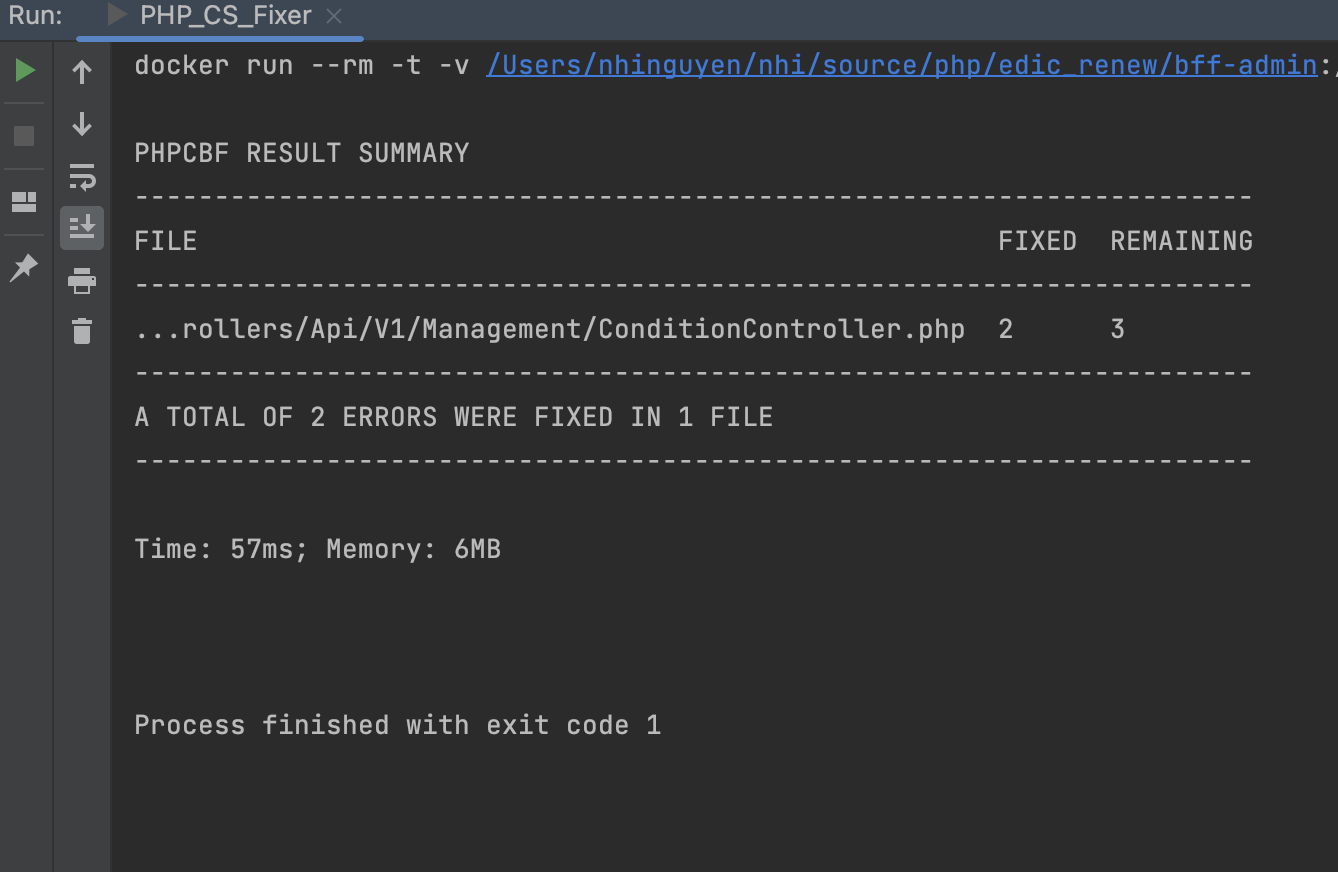 Run: PHP_CS_Fixer
docker run --rm -t -v /Users/nhinguyen/nhi/source/php/edic_renew/bff-admin:/
PHPCBF RESULT SUMMARY
----------------------------------------------------------------------
FILE FIXED REMAINING
----------------------------------------------------------------------
...rollers/Api/V1/Management/ConditionController.php 2 3
----------------------------------------------------------------------
A TOTAL OF 2 ERRORS WERE FIXED IN 1 FILE
----------------------------------------------------------------------
Time: 57ms; Memory: 6MB
Process finished with exit code 1